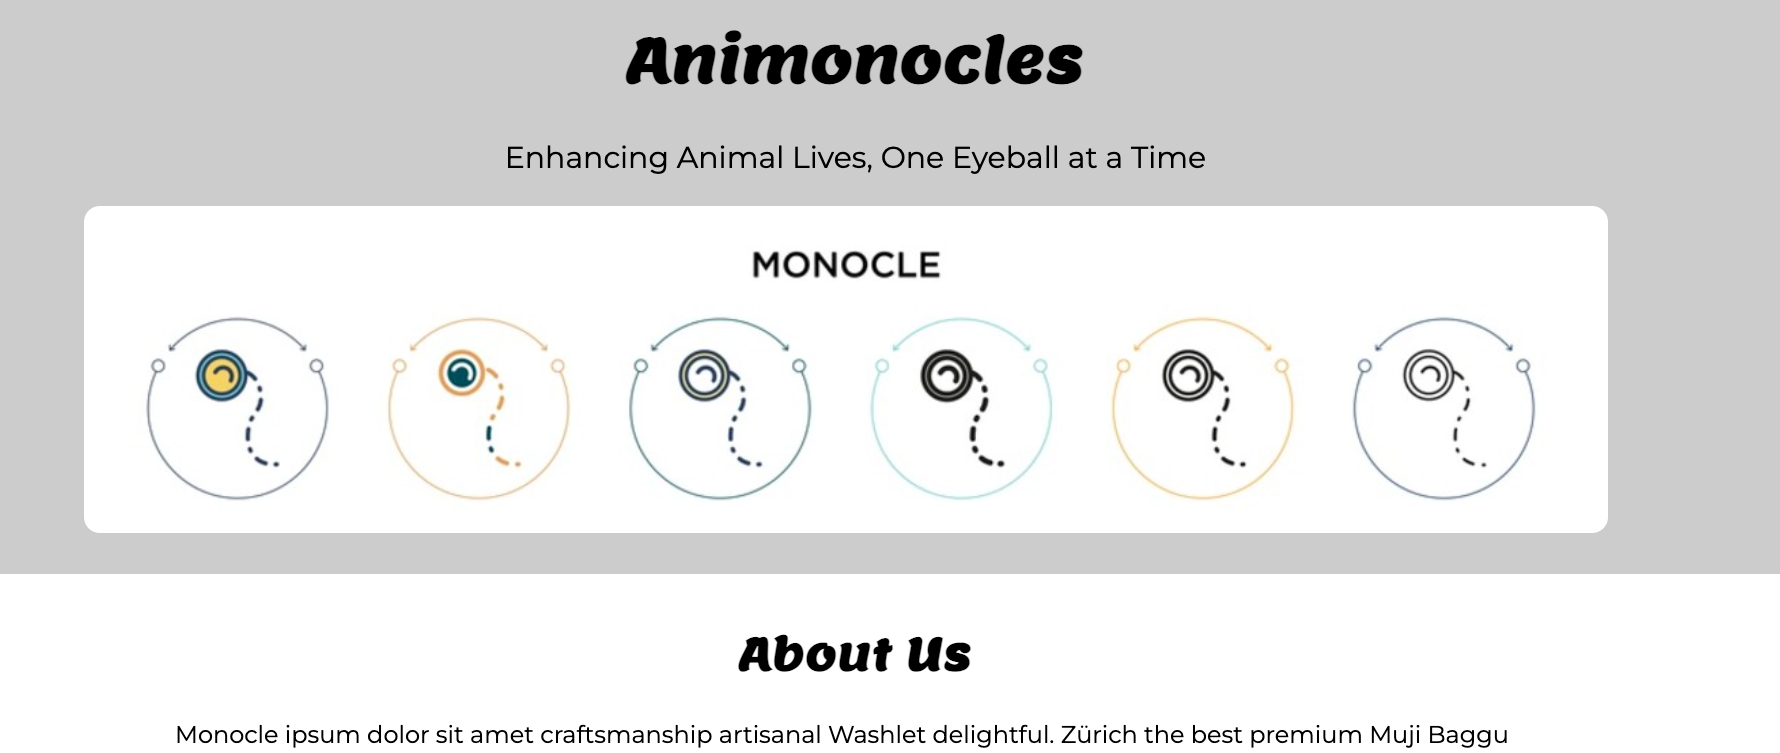 Animonocles
Enhancing Animal Lives, One Eyeball at a Time
MONOCLE
About Us
Monocle ipsum dolor sit amet craftsmanship artisanal Washlet delightful. Zürich the best premium Muji Baggu